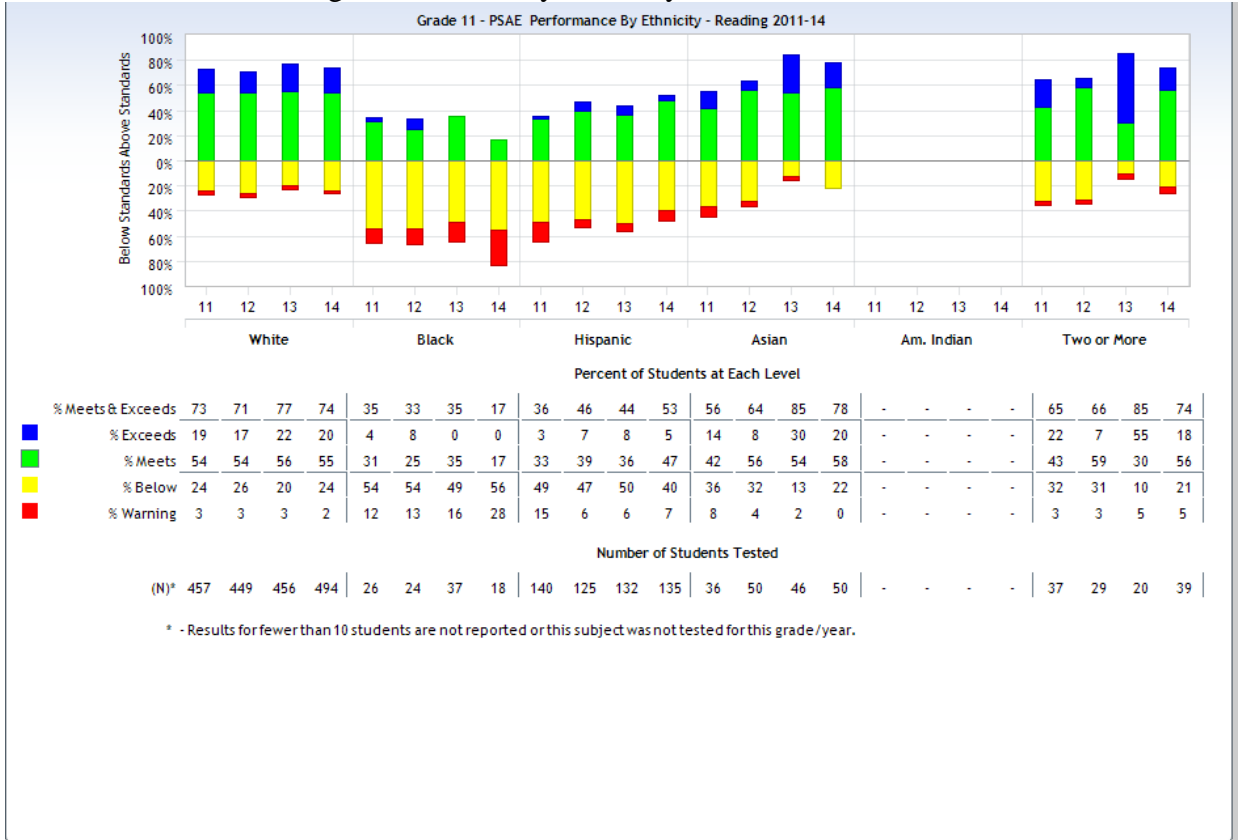 Grade 11 - PSAE Performance By Ethnicity - Reading 2011-14
Below Standards Above Standards
100%
80%
60%
40%
20%
0%
20%
40%
60%
80%
100%
11 12 13 14 11 12 13 14 11 12 13 14 11 12 13 14 11 12 13 14 11 12 13 14
White Black Hispanic Asian Am. Indian Two or More
Percent of Students at Each Level
% Meets & Exceeds 73 71 77 74 35 33 35 17 36 46 44 53 56 64 85 78 - - - - 65 66 85 74
% Exceeds 19 17 22 20 4 8 0 0 3 7 8 5 14 8 30 20 - - - - 22 7 55 18
% Meets 54 54 56 55 31 25 35 17 33 39 36 47 42 56 54 58 - - - - 43 59 30 56
% Below 24 26 20 24 54 54 49 56 49 47 50 40 36 32 13 22 - - - - 32 31 10 21
% Warning 3 3 3 2 12 13 16 28 15 6 6 7 8 4 2 0 - - - - 3 3 5 5
Number of Students Tested
(N)* 457 449 456 494 26 24 37 18 140 125 132 135 36 50 46 50 - - - - 37 29 20 39
* - Results for fewer than 10 students are not reported or this subject was not tested for this grade/year.